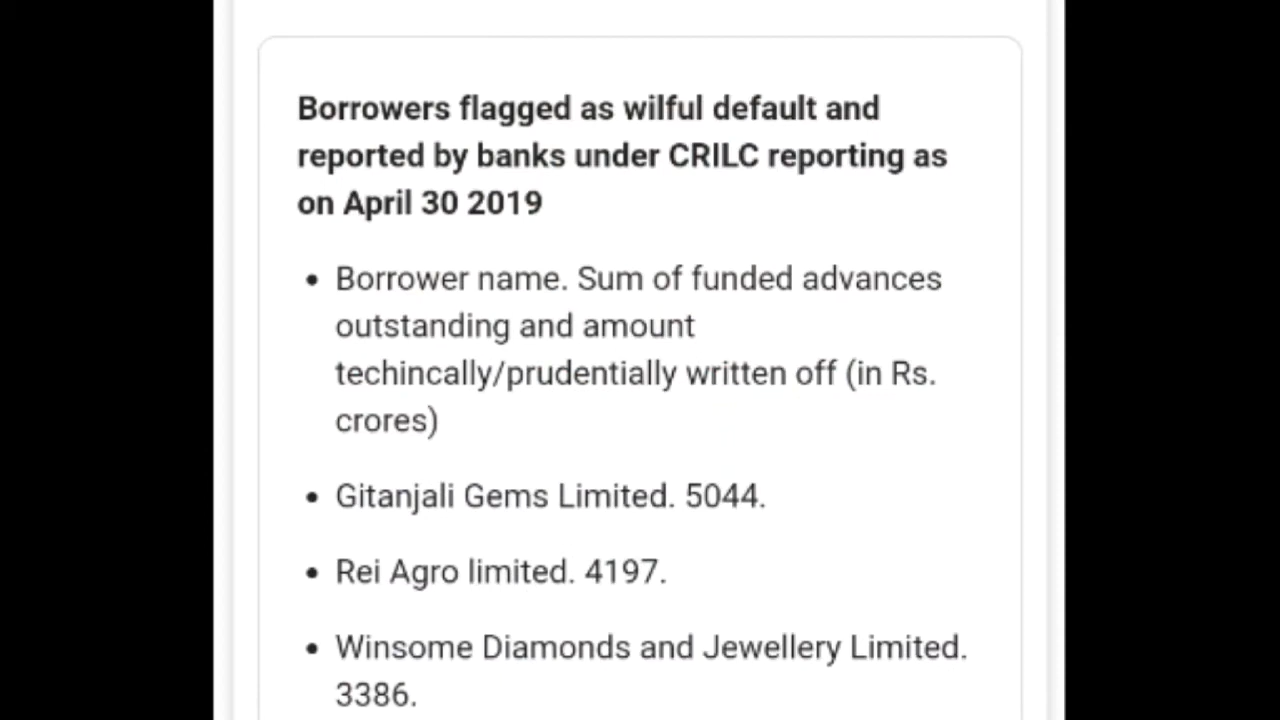 Borrowers flagged as wilful default and
reported by banks under CRILC reporting as
on April 30 2019
• Borrower name. Sum of funded advances
outstanding and amount
techincally/prudentially written off (in Rs.
crores)
• Gitanjali Gems Limited. 5044.
• Rei Agro limited. 4197.
• Winsome Diamonds and Jewellery Limited.
3386.